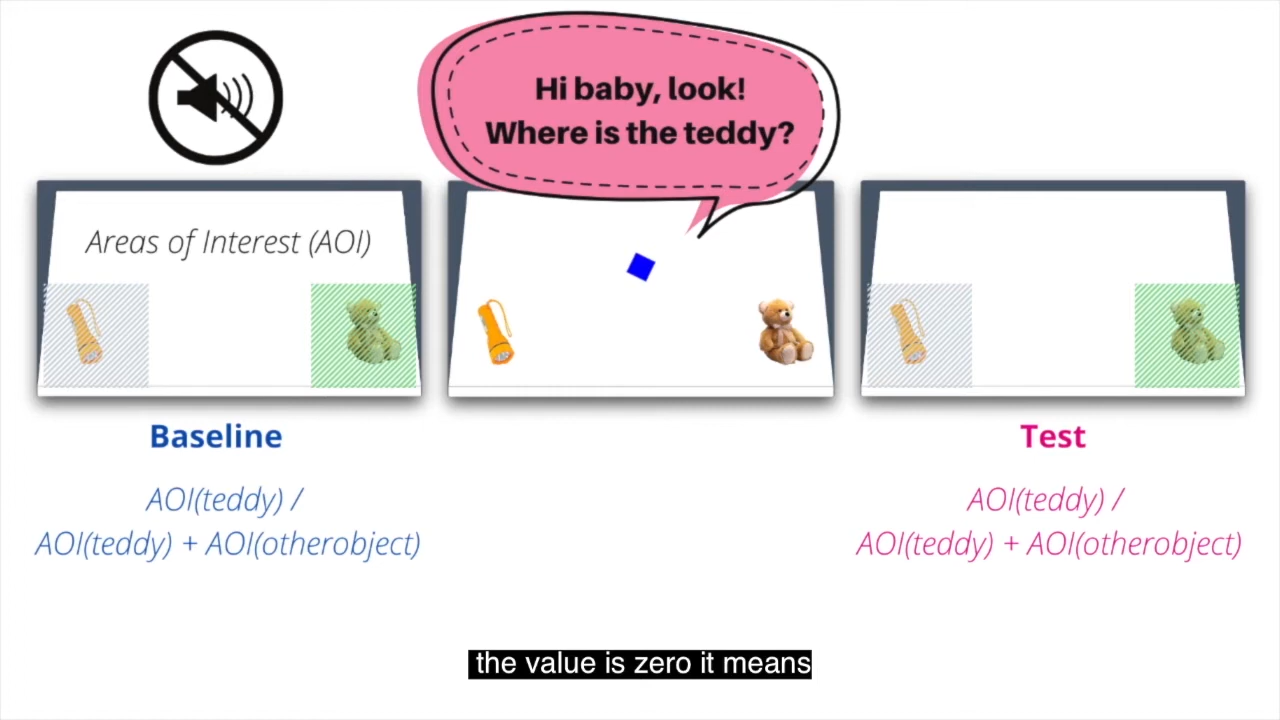 Hi baby, look!
Where is the teddy?
Areas of Interest (AOI)
Baseline
AOI(teddy) /
AOI(teddy) + AOI(otherobject)
Test
AOI(teddy) /
AOI(teddy) + AOI(otherobject)
the value is zero it means